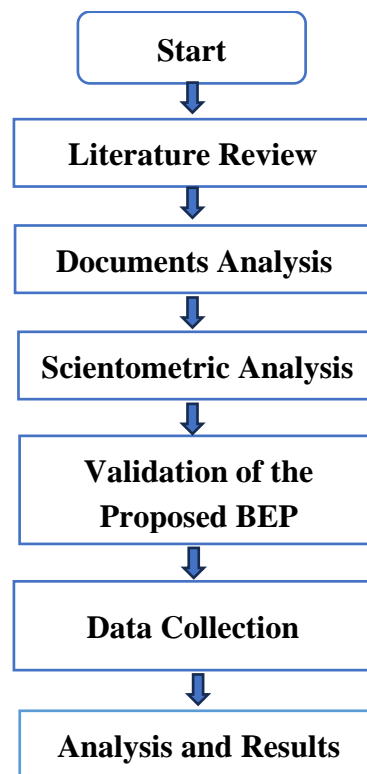 Start
Literature Review
Documents Analysis
Scientometric Analysis
Validation of the
Proposed BEP
Data Collection
Analysis and Results